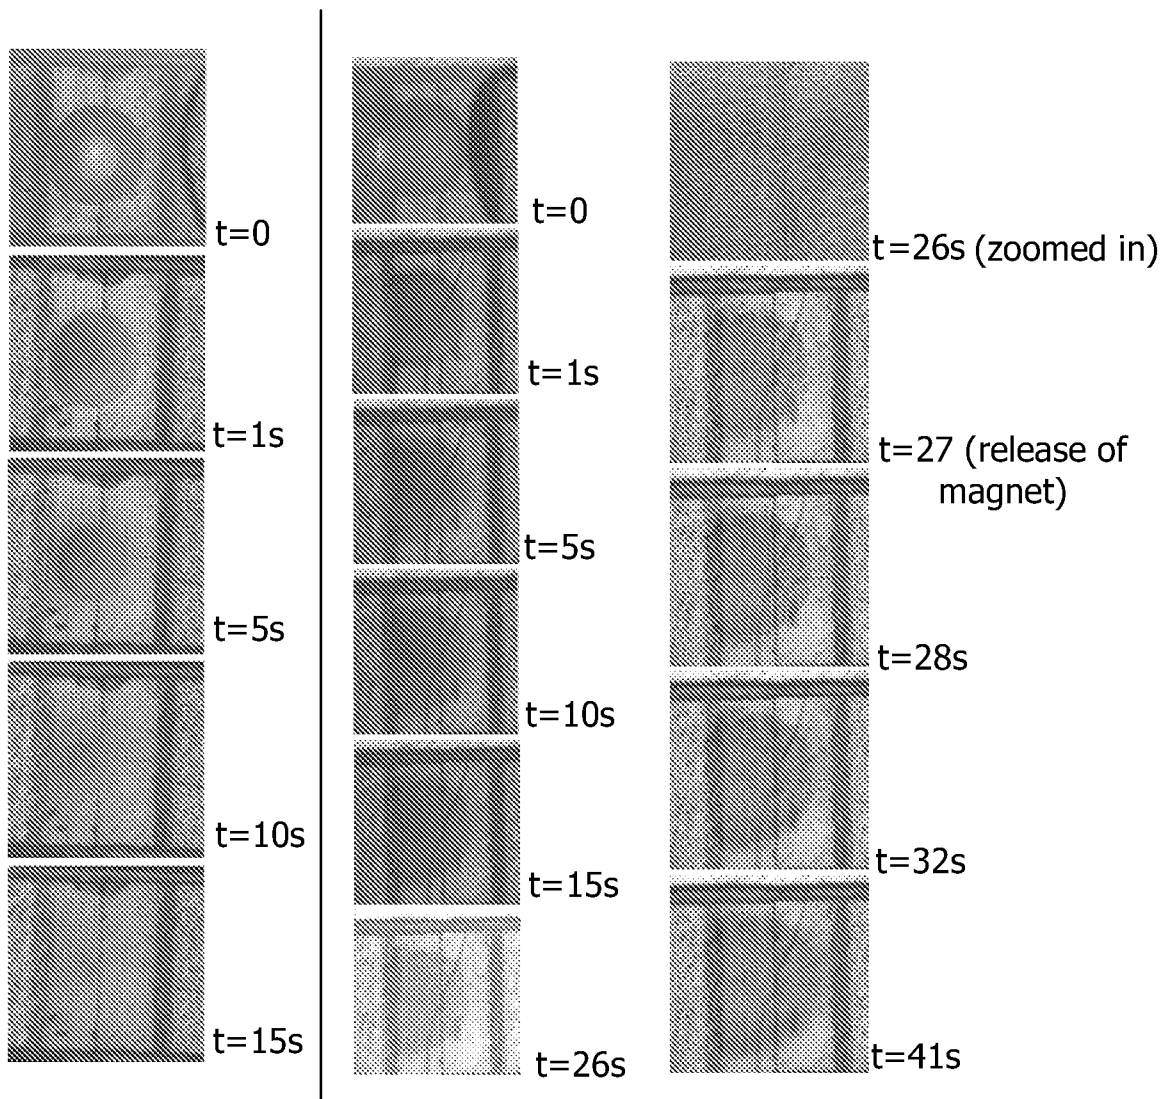 t=0
t=1s
t=5s
t=10s
t=15s
t=0
t=1s
t=5s
t=10s
t=15s
t=26s
t=26s (zoomed in)
t=27 (release of
magnet)
t=28s
t=32s
t=41s